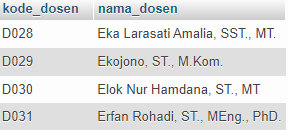 kode_dosen nama_dosen
D028 Eka Larasati Amalia, SST., MT.
D029 Ekojono, ST., M.Kom.
D030 Elok Nur Hamdana, ST., MT
D031 Erfan Rohadi, ST., MEng., PhD.